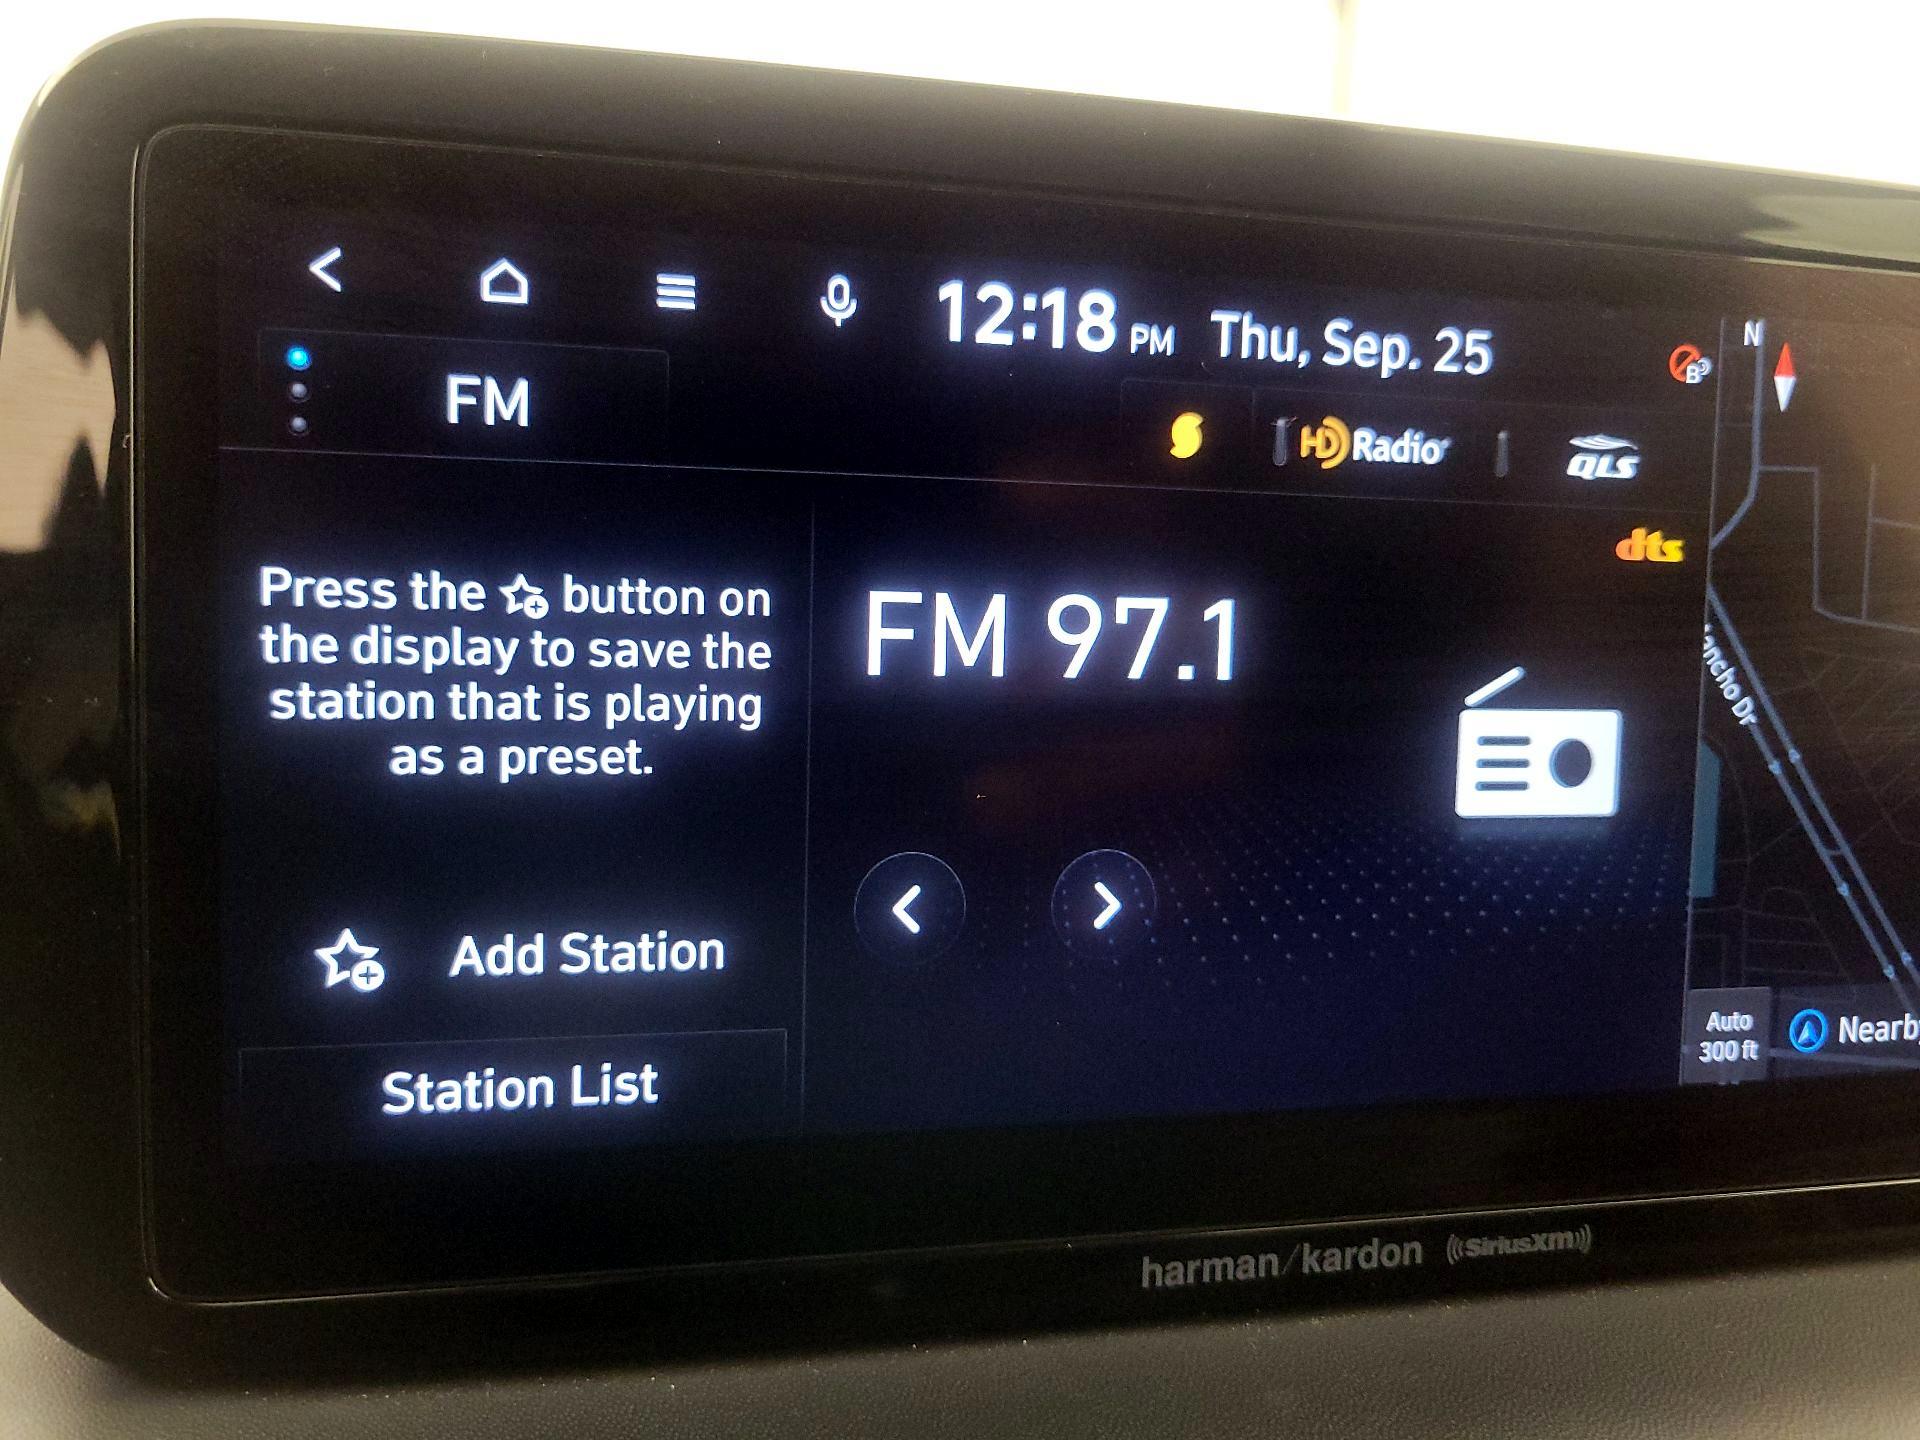 12:18 PM Thu, Sep. 25
N
FM
HD Radio
QLS
dts
Press the button on
the display to save the
station that is playing
as a preset.
FM 97.1
Add Station
Station List
Dr
Auto
300 ft
harman/kardon ((SiriusXM))